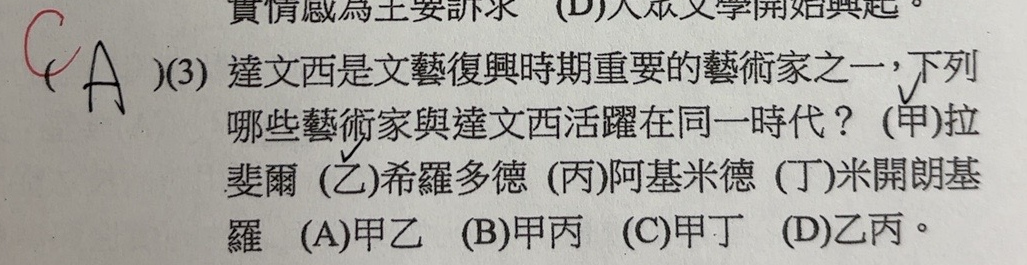 實情感為主要訴求 (D)大眾文學開始興起。
C
( A )(3) 達文西是文藝復興時期重要的藝術家之一，下列
哪些藝術家與達文西活躍在同一時代？ (甲)拉
斐爾 (乙)希羅多德 (丙)阿基米德 (丁)米開朗基
羅 (A)甲乙 (B)甲丙 (C)甲丁 (D)乙丙。